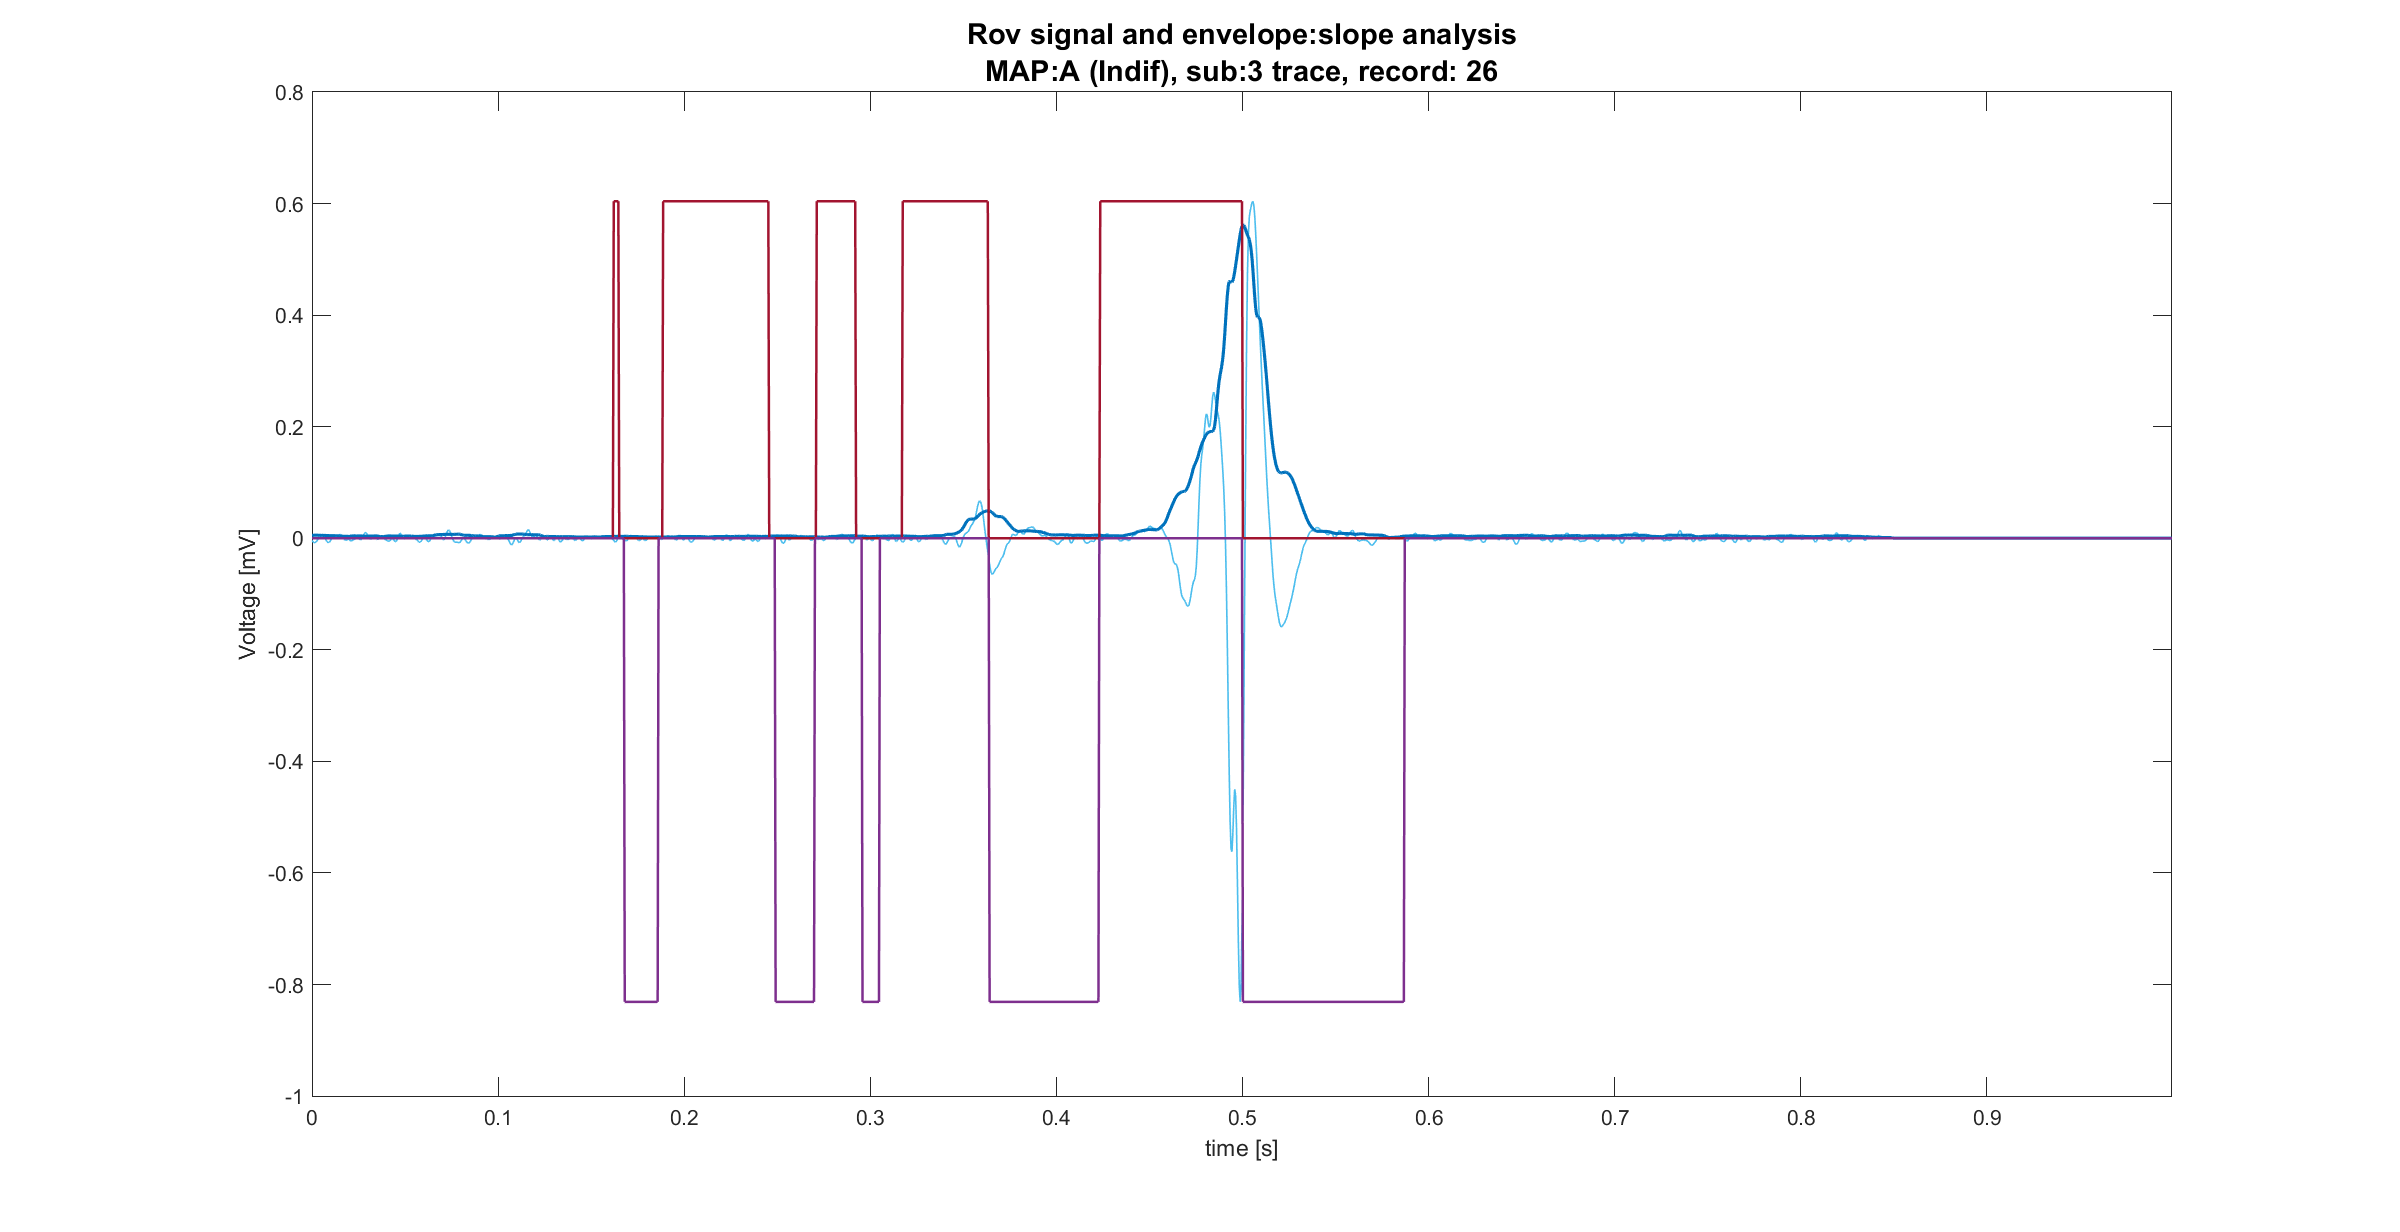 Rov signal and envelope:slope analysis
MAP:A (Indif), sub:3 trace, record: 26
0.8
0.6
0.4
0.2
0
-0.2
-0.4
-0.6
-0.8
-1
Voltage [mV]
0 0.1 0.2 0.3 0.4 0.5 0.6 0.7 0.8 0.9
time [s]